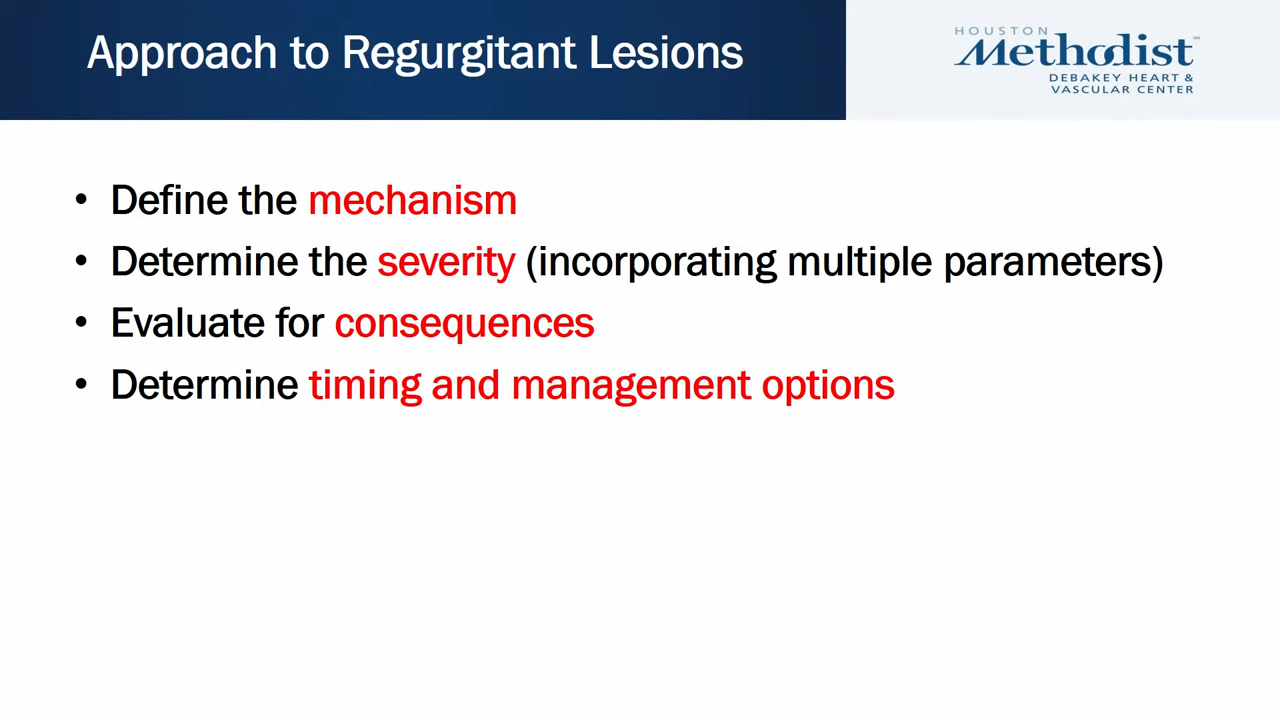 Approach to Regurgitant Lesions
HOUSTON
Methodist™
DEBAKEY HEART &
VASCULAR CENTER
• Define the mechanism
• Determine the severity (incorporating multiple parameters)
• Evaluate for consequences
• Determine timing and management options